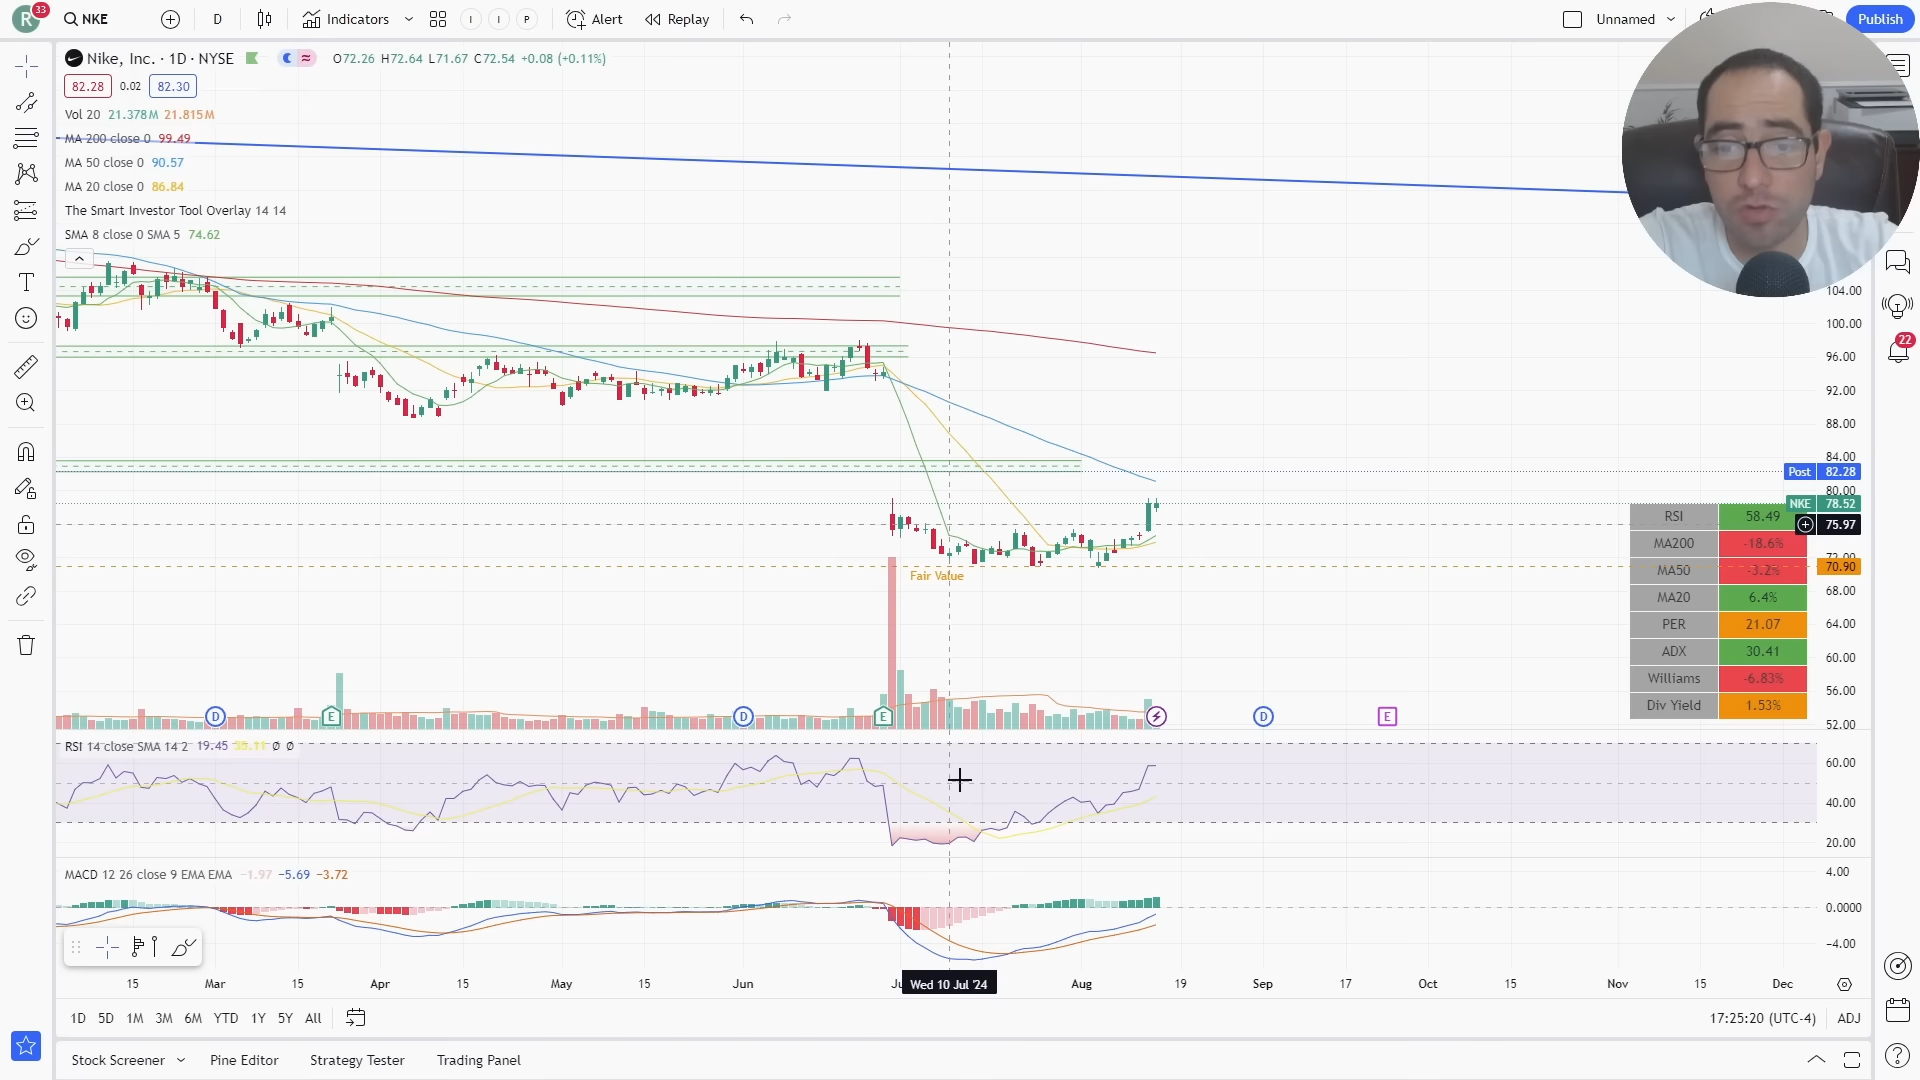 R 33 NKE D Indicators I I P Alert Replay Unnamed Publish
Nike, Inc. · 1D · NYSE O72.26 H72.64 L71.67 C72.54 +0.08 (+0.11%)
82.28 0.02 82.30
Vol 20 21.378M 21.815M
MA 200 close 0 99.49
MA 50 close 0 90.57
MA 20 close 0 86.84
The Smart Investor Tool Overlay 14 14
SMA 8 close 0 SMA 5 74.62
104.00
100.00
22
96.00
92.00
88.00
84.00
Post 82.28
80.00
NKE 78.52
75.97
72.00
70.90
68.00
64.00
60.00
56.00
52.00
RSI 58.49
MA200 -18.6%
MA50 -3.2%
MA20 6.4%
PER 21.07
ADX 30.41
Williams -6.83%
Div Yield 1.53%
Fair Value
D E D E D E
RSI 14 close SMA 14 2 19.45 35.11 Ø Ø
60.00
40.00
20.00
MACD 12 26 close 9 EMA EMA −1.97 −5.69 −3.72
4.00
0.0000
−4.00
15 Mar 15 Apr 15 May 15 Jun Wed 10 Jul '24 Aug 19 Sep 17 Oct 15 Nov 15 Dec
1D 5D 1M 3M 6M YTD 1Y 5Y All 17:25:20 (UTC-4) ADJ
Stock Screener Pine Editor Strategy Tester Trading Panel